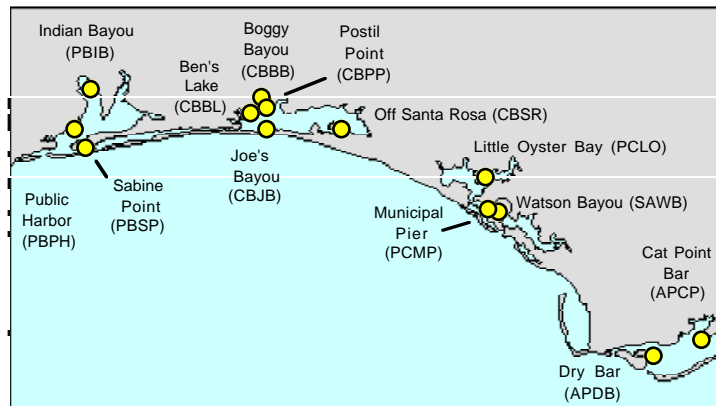 Indian Bayou
(PBIB)
Boggy
Bayou
(CBBB)
Postil
Point
(CBPP)
Ben's
Lake
(CBBL)
Off Santa Rosa (CBSR)
Little Oyster Bay (PCLO)
Joe's
Bayou
(CBJB)
Sabine
Point
(PBSP)
Public
Harbor
(PBPH)
Watson Bayou (SAWB)
Municipal
Pier
(PCMP)
Cat Point
Bar
(APCP)
Dry Bar
(APDB)